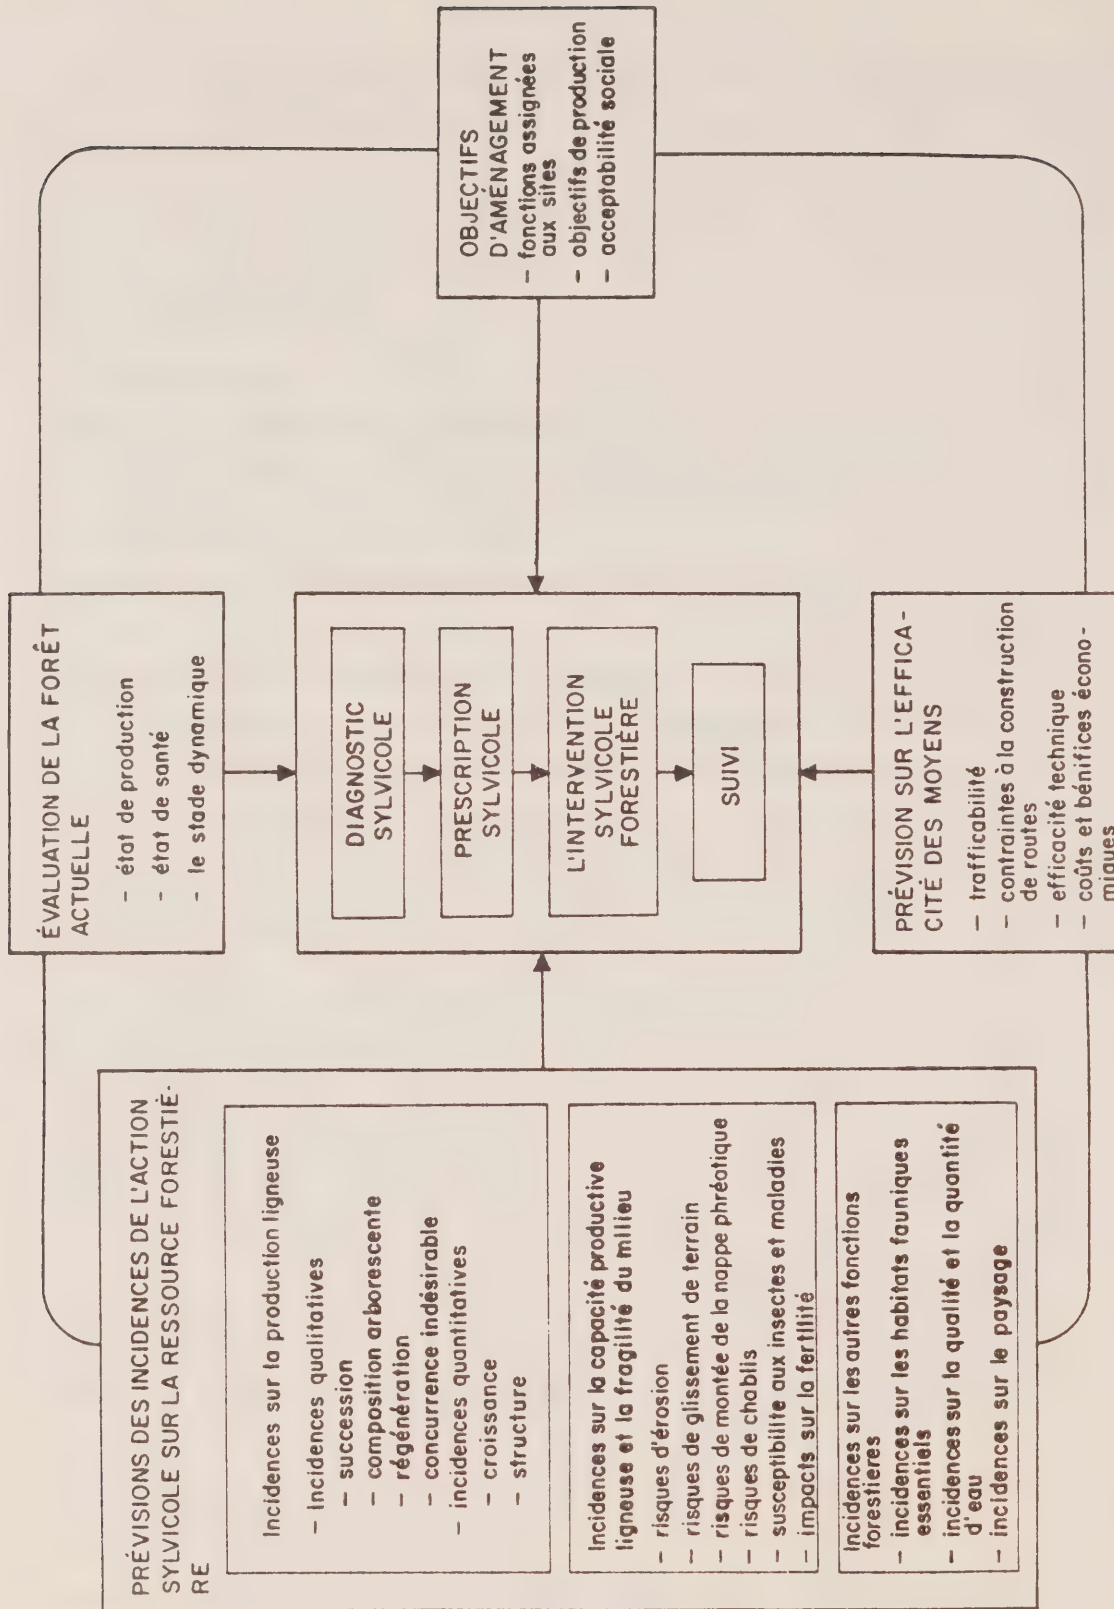 PRÉVISIONS DES INCIDENCES DE L'ACTION
SYLVICOLE SUR LA RESSOURCE FORESTIÈ-
RE
Incidences sur la production ligneuse
- Incidences qualitatives
- succession
- composition arborescente
- régénération
- concurrence indésirable
- incidences quantitatives
- croissance
- structure
Incidences sur la capacité productive
ligneuse et la fragilité du milieu
- risques d'érosion
- risques de glissement de terrain
- risques de montée de la nappe phréotique
- risques de chablis
- susceptibilite aux insectes et maladies
- impacts sur la fertilité
Incidences sur les autres fonctions
forestieres
- incidences sur les habitats fauniques
essentiels
- incidences sur la qualité et la quantité
d'eau
- incidences sur le paysage
ÉVALUATION DE LA FORÊT
ACTUELLE
- état de production
- état de santé
- le stade dynamique
DIAGNOSTIC
SYLVICOLE
PRESCRIPTION
SYLVICOLE
L'INTERVENTION
SYLVICOLE
FORESTIÈRE
SUIVI
PRÉVISION SUR L'EFFICA-
CITÉ DES MOYENS
- trafficabilité
- contraintes à la construction
de routes
- efficacité technique
- coûts et bénifices écono-
miques
OBJECTIFS
D'AMÉNAGEMENT
- fonctions assignées
aux sites
- objectifs de production
- acceptabilité sociale